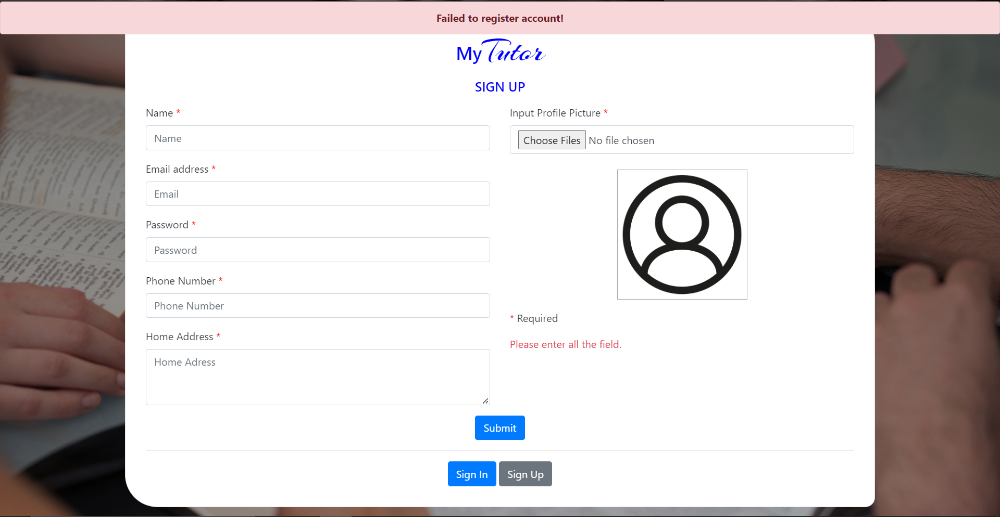 Failed to register account!
My Tutor
SIGN UP
Name *
Name
Email address *
Email
Password *
Password
Phone Number *
Phone Number
Home Address *
Home Adress
Input Profile Picture *
Choose Files No file chosen
* Required
Please enter all the field.
Submit
Sign In Sign Up